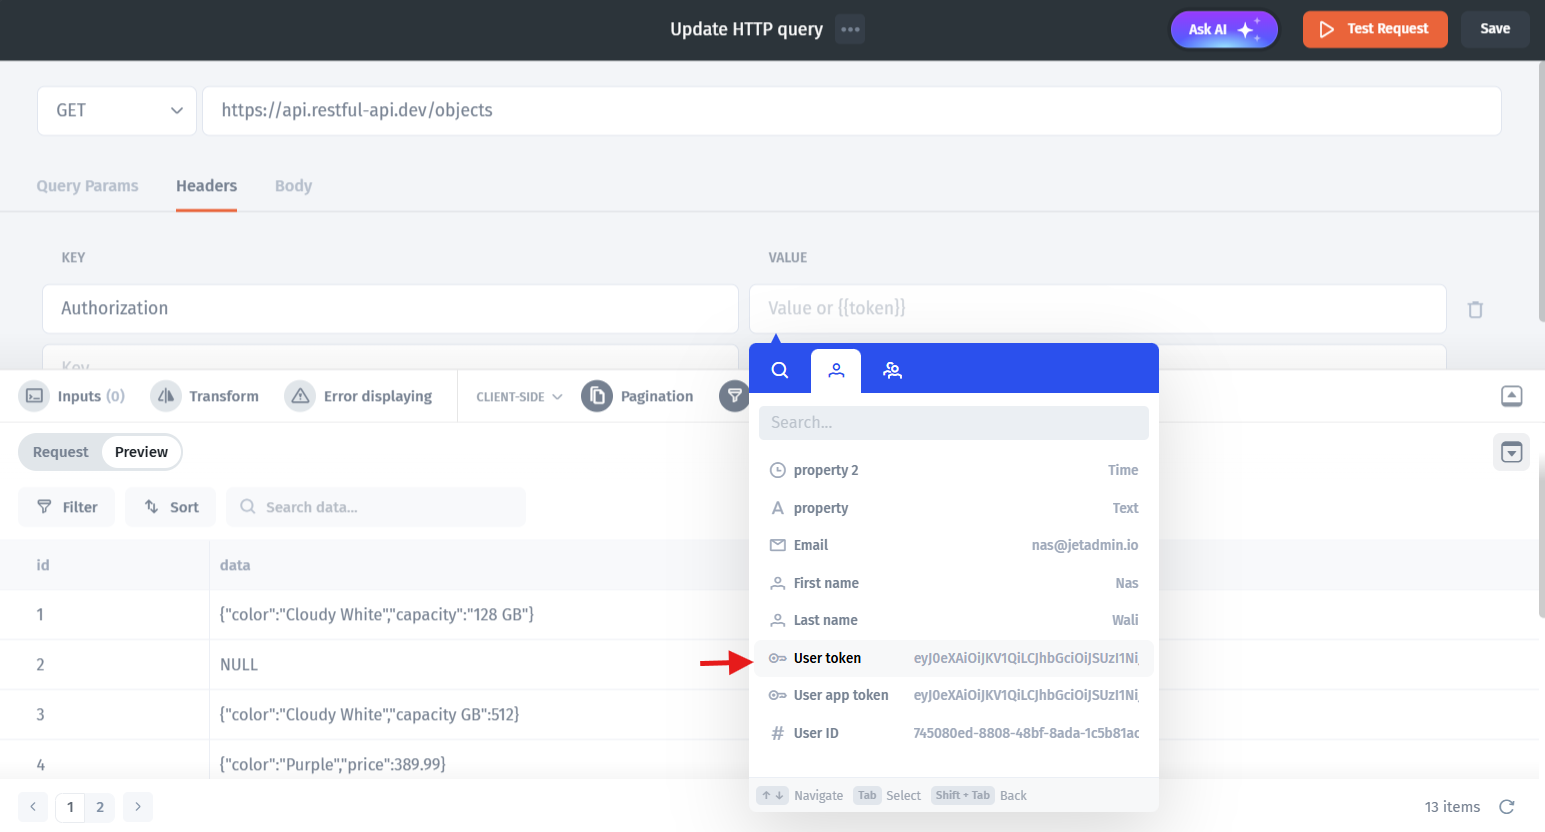 Update HTTP query
Ask AI
Test Request
Save
GET
https://api.restful-api.dev/objects
Query Params
Headers
Body
KEY
VALUE
Authorization
Value or {{token}}
Key
Inputs (0)
Transform
Error displaying
CLIENT-SIDE
Pagination
Request
Preview
Filter
Sort
Search data...
id
data
1
{"color":"Cloudy White","capacity":"128 GB"}
2
NULL
3
{"color":"Cloudy White","capacity GB":512}
4
{"color":"Purple","price":389.99}
1
2
13 items
Search...
property 2
Time
property
Text
Email
nas@jetadmin.io
First name
Nas
Last name
Wali
User token
eyJ0eXAiOiJKV1QiLCJhbGciOiJSUzI1Nij
User app token
eyJ0eXAiOiJKV1QiLCJhbGciOiJSUzI1Nij
User ID
745080ed-8808-48bf-8ada-1c5b81ac
Navigate
Tab
Select
Shift + Tab
Back